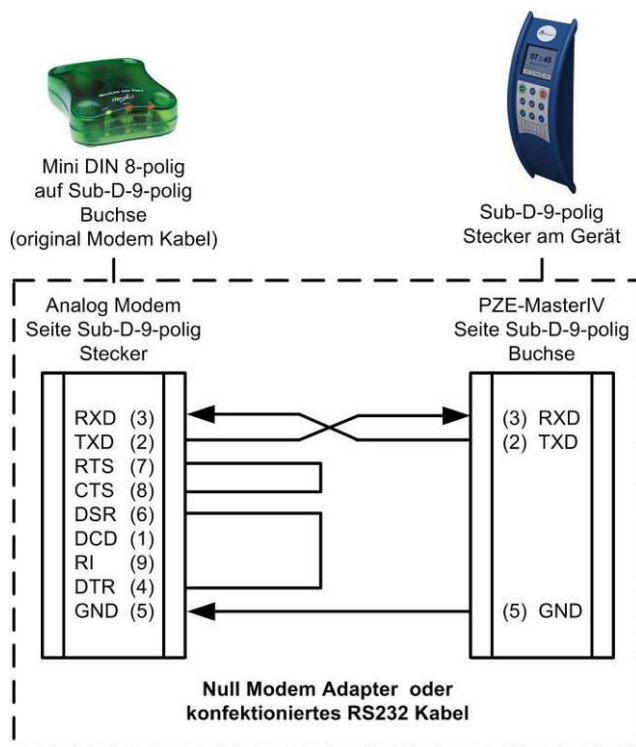 07:45
Mini DIN 8-polig
auf Sub-D-9-polig
Buchse
(original Modem Kabel)
Sub-D-9-polig
Stecker am Gerät
Analog Modem
Seite Sub-D-9-polig
Stecker
PZE-MasterIV
Seite Sub-D-9-polig
Buchse
RXD (3)
TXD (2)
RTS (7)
CTS (8)
DSR (6)
DCD (1)
RI (9)
DTR (4)
GND (5)
(3) RXD
(2) TXD
(5) GND
Null Modem Adapter oder
konfektioniertes RS232 Kabel